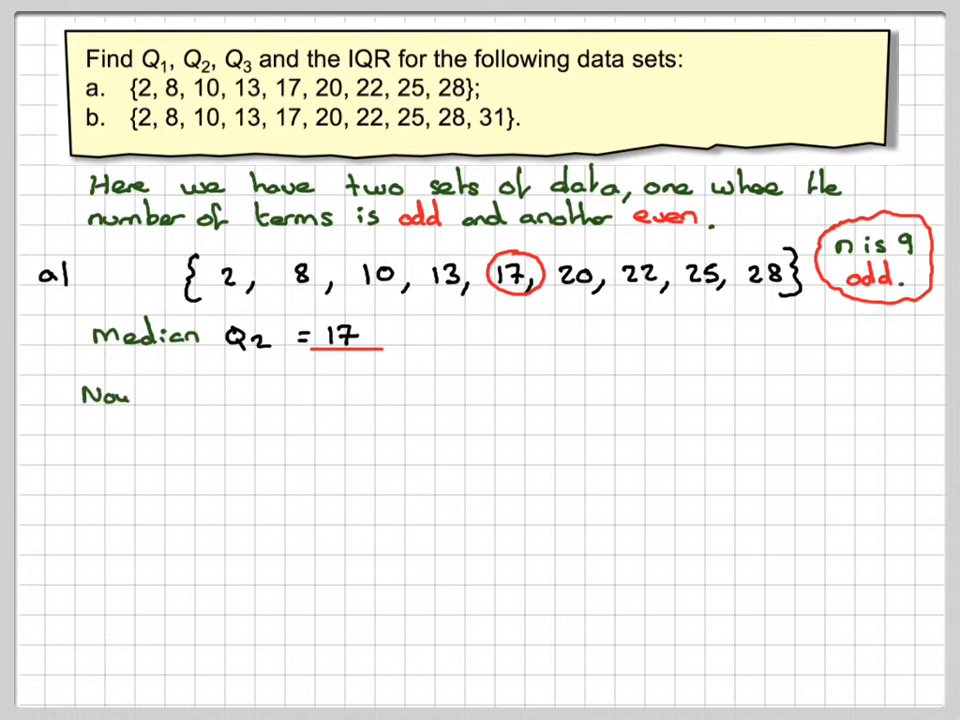 Find Q1, Q2, Q3 and the IQR for the following data sets:
a. {2, 8, 10, 13, 17, 20, 22, 25, 28};
b. {2, 8, 10, 13, 17, 20, 22, 25, 28, 31}.
Here we have two sets of data, one whoe the
number of terms is odd and another even.
n is 9
odd.
a| { 2, 8, 10, 13, 17, 20, 22, 25, 28}
Median Q2 = 17
Now